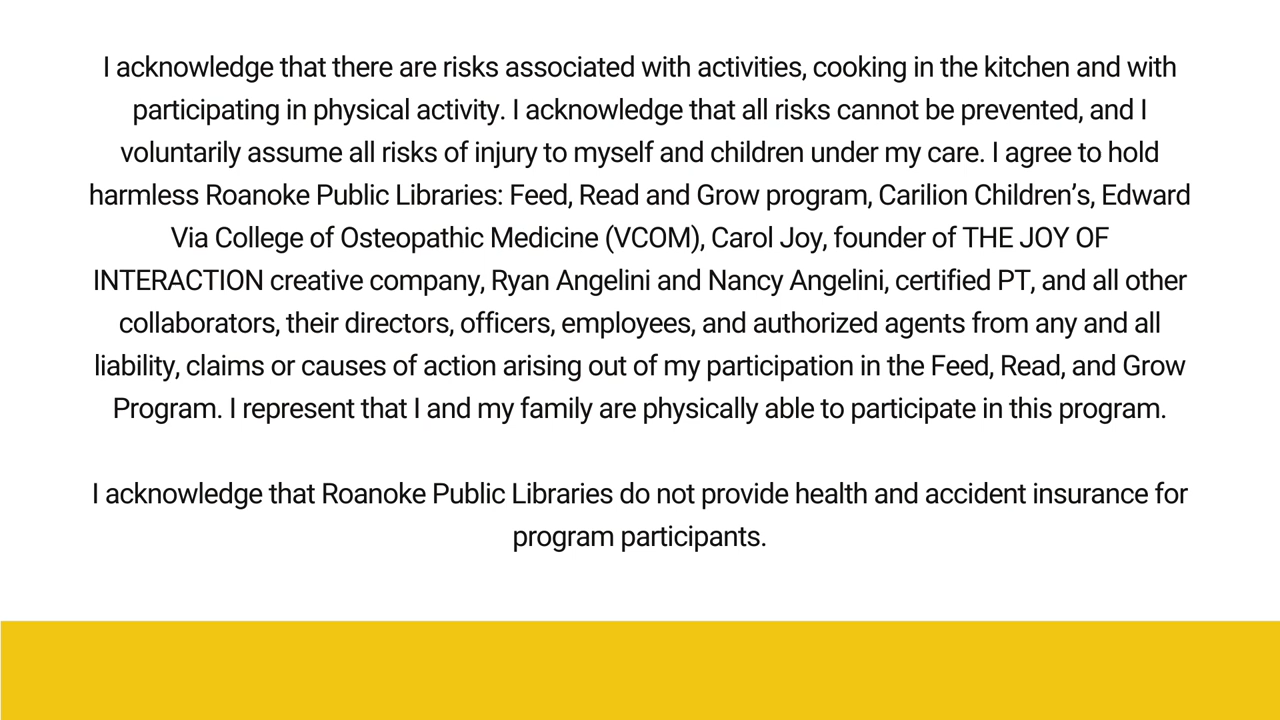 I acknowledge that there are risks associated with activities, cooking in the kitchen and with
participating in physical activity. I acknowledge that all risks cannot be prevented, and I
voluntarily assume all risks of injury to myself and children under my care. I agree to hold
harmless Roanoke Public Libraries: Feed, Read and Grow program, Carilion Children’s, Edward
Via College of Osteopathic Medicine (VCOM), Carol Joy, founder of THE JOY OF
INTERACTION creative company, Ryan Angelini and Nancy Angelini, certified PT, and all other
collaborators, their directors, officers, employees, and authorized agents from any and all
liability, claims or causes of action arising out of my participation in the Feed, Read, and Grow
Program. I represent that I and my family are physically able to participate in this program.
I acknowledge that Roanoke Public Libraries do not provide health and accident insurance for
program participants.